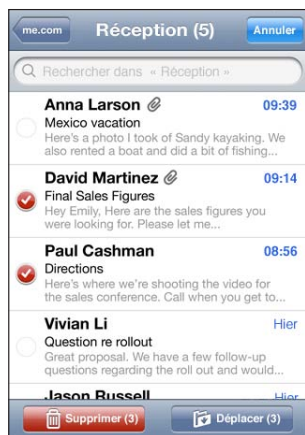 me.com Réception (5) Annuler
Rechercher dans « Réception »
Anna Larson 09:39
Mexico vacation
Here's a photo I took of Sandy kayaking. We
also rented a boat and did a bit of fishing...
David Martinez 09:14
Final Sales Figures
Hey Emily, Here are the sales figures you
were looking for. Please let me...
Paul Cashman 08:56
Directions
Here's where we're shooting the video for
the sales conference. Call when you get to...
Vivian Li Hier
Question re rollout
Great proposal. We have a few follow-up
questions regarding the roll out and would...
Jason Russell Hier
Supprimer (3) Déplacer (3)